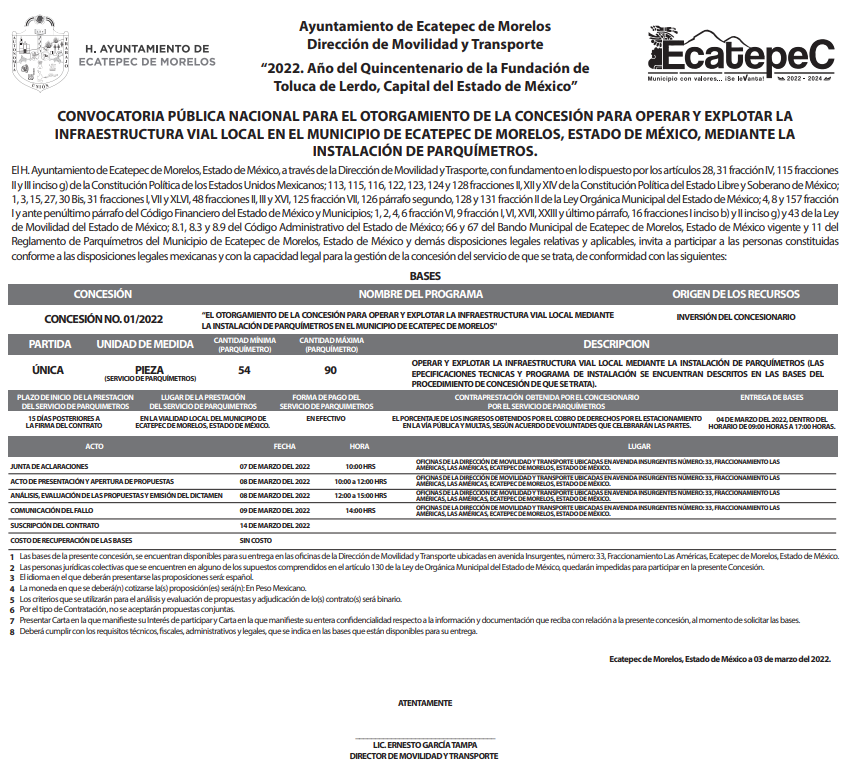 H. AYUNTAMIENTO DE
ECATEPEC DE MORELOS
Ayuntamiento de Ecatepec de Morelos
Dirección de Movilidad y Transporte
“2022. Año del Quincentenario de la Fundación de
Toluca de Lerdo, Capital del Estado de México”
EcatepeC
Municipio con valores... ¡Se leVanta! 2022 - 2024
CONVOCATORIA PÚBLICA NACIONAL PARA EL OTORGAMIENTO DE LA CONCESIÓN PARA OPERAR Y EXPLOTAR LA
INFRAESTRUCTURA VIAL LOCAL EN EL MUNICIPIO DE ECATEPEC DE MORELOS, ESTADO DE MÉXICO, MEDIANTE LA
INSTALACIÓN DE PARQUÍMETROS.
El H. Ayuntamiento de Ecatepec de Morelos, Estado de México, a través de la Dirección de Movilidad y Transporte, con fundamento en lo dispuesto por los artículos 28, 31 fracción IV, 115 fracciones
II y III inciso g) de la Constitución Política de los Estados Unidos Mexicanos; 113, 115, 116, 122, 123, 124 y 128 fracciones II, XII y XIV de la Constitución Política del Estado Libre y Soberano de México;
1, 3, 15, 27, 30 Bis, 31 fracciones I, VII y XLVI, 48 fracciones II, III y XVI, 125 fracción VII, 126 párrafo segundo, 128 y 131 fracción II de la Ley Orgánica Municipal del Estado de México; 4, 8 y 157 fracción
I y ante penúltimo párrafo del Código Financiero del Estado de México y Municipios; 1, 2, 4, 6 fracción VI, 9 fracción I, VI, XVII, XXIII y último párrafo, 16 fracciones I inciso b) y II inciso g) y 43 de la Ley
de Movilidad del Estado de México; 8.1, 8.3 y 8.9 del Código Administrativo del Estado de México; 66 y 67 del Bando Municipal de Ecatepec de Morelos, Estado de México vigente y 11 del
Reglamento de Parquímetros del Municipio de Ecatepec de Morelos, Estado de México y demás disposiciones legales relativas y aplicables, invita a participar a las personas constituidas
conforme a las disposiciones legales mexicanas y con la capacidad legal para la gestión de la concesión del servicio de que se trata, de conformidad con las siguientes:
BASES
CONCESIÓN NOMBRE DEL PROGRAMA ORIGEN DE LOS RECURSOS
CONCESIÓN NO. 01/2022 "EL OTORGAMIENTO DE LA CONCESIÓN PARA OPERAR Y EXPLOTAR LA INFRAESTRUCTURA VIAL LOCAL MEDIANTE
LA INSTALACIÓN DE PARQUÍMETROS EN EL MUNICIPIO DE ECATEPEC DE MORELOS" INVERSIÓN DEL CONCESIONARIO
PARTIDA UNIDAD DE MEDIDA CANTIDAD MÍNIMA
(PARQUÍMETRO) CANTIDAD MÁXIMA
(PARQUÍMETRO) DESCRIPCION
ÚNICA PIEZA
(SERVICIO DE PARQUÍMETROS) 54 90 OPERAR Y EXPLOTAR LA INFRAESTRUCTURA VIAL LOCAL MEDIANTE LA INSTALACIÓN DE PARQUÍMETROS (LAS
EPECIFICACIONES TECNICAS Y PROGRAMA DE INSTALACIÓN SE ENCUENTRAN DESCRITOS EN LAS BASES DEL
PROCEDIMIENTO DE CONCESIÓN DE QUE SE TRATA).
PLAZO DE INICIO DE LA PRESTACION
DEL SERVICIO DE PARQUIMETROS LUGAR DE LA PRESTACIÓN
DEL SERVICIO DE PARQUIMETROS FORMA DE PAGO DEL
SERVICIO DE PARQUIMETROS CONTRAPRESTACIÓN OBTENIDA POR EL CONCESIONARIO
POR EL SERVICIO DE PARQUÍMETROS ENTREGA DE BASES
15 DÍAS POSTERIORES A
LA FIRMA DEL CONTRATO EN LA VIALIDAD LOCAL DEL MUNICIPIO DE
ECATEPEC DE MORELOS, ESTADO DE MÉXICO. EN EFECTIVO EL PORCENTAJE DE LOS INGRESOS OBTENIDOS POR EL COBRO DE DERECHOS POR EL ESTACIONAMIENTO
EN LA VÍA PÚBLICA Y MULTAS, SEGÚN ACUERDO DE VOLUNTADES QUE CELEBRARÁN LAS PARTES. 04 DE MARZO DEL 2022, DENTRO DEL
HORARIO DE 09:00 HORAS A 17:00 HORAS.
ACTO FECHA HORA LUGAR
JUNTA DE ACLARACIONES 07 DE MARZO DEL 2022 10:00 HRS OFICINAS DE LA DIRECCIÓN DE MOVILIDAD Y TRANSPORTE UBICADAS EN AVENIDA INSURGENTES NÚMERO: 33, FRACCIONAMIENTO LAS
AMÉRICAS, LAS AMÉRICAS, ECATEPEC DE MORELOS, ESTADO DE MÉXICO.
ACTO DE PRESENTACIÓN Y APERTURA DE PROPUESTAS 08 DE MARZO DEL 2022 10:00 a 12:00 HRS OFICINAS DE LA DIRECCIÓN DE MOVILIDAD Y TRANSPORTE UBICADAS EN AVENIDA INSURGENTES NÚMERO: 33, FRACCIONAMIENTO LAS
AMÉRICAS, LAS AMÉRICAS, ECATEPEC DE MORELOS, ESTADO DE MÉXICO.
ANÁLISIS, EVALUACIÓN DE LAS PROPUESTAS Y EMISIÓN DEL DICTAMEN 08 DE MARZO DEL 2022 12:00 a 15:00 HRS OFICINAS DE LA DIRECCIÓN DE MOVILIDAD Y TRANSPORTE UBICADAS EN AVENIDA INSURGENTES NÚMERO: 33, FRACCIONAMIENTO LAS
AMÉRICAS, LAS AMÉRICAS, ECATEPEC DE MORELOS, ESTADO DE MÉXICO.
COMUNICACIÓN DEL FALLO 09 DE MARZO DEL 2022 14:00 HRS OFICINAS DE LA DIRECCIÓN DE MOVILIDAD Y TRANSPORTE UBICADAS EN AVENIDA INSURGENTES NÚMERO: 33, FRACCIONAMIENTO LAS
AMÉRICAS, LAS AMÉRICAS, ECATEPEC DE MORELOS, ESTADO DE MÉXICO.
SUSCRIPCIÓN DEL CONTRATO 14 DE MARZO DEL 2022
COSTO DE RECUPERACIÓN DE LAS BASES SIN COSTO
1 Las bases de la presente concesión, se encuentran disponibles para su entrega en las oficinas de la Dirección de Movilidad y Transporte ubicadas en avenida Insurgentes, número: 33, Fraccionamiento Las Américas, Ecatepec de Morelos, Estado de México.
2 Las personas jurídicas colectivas que se encuentren en alguno de los supuestos comprendidos en el artículo 130 de la Ley de Orgánica Municipal del Estado de México, quedarán impedidas para participar en la presente Concesión.
3 El idioma en el que deberán presentarse las proposiciones será: español.
4 La moneda en que se deberá(n) cotizarse la(s) proposición(es) será(n): En Peso Mexicano.
5 Los criterios que se utilizarán para el análisis y evaluación de propuestas y adjudicación de lo(s) contrato(s) será binario.
6 Por el tipo de Contratación, no se aceptarán propuestas conjuntas.
7 Presentar Carta en la que manifieste su Interés de participar y Carta en la que manifieste su entera confidencialidad respecto a la información y documentación que reciba con relación a la presente concesión, al momento de solicitar las bases.
8 Deberá cumplir con los requisitos técnicos, fiscales, administrativos y legales, que se indica en las bases que están disponibles para su entrega.
Ecatepec de Morelos, Estado de México a 03 de marzo del 2022.
ATENTAMENTE
LIC. ERNESTO GARCÍA TAMPA
DIRECTOR DE MOVILIDAD Y TRANSPORTE